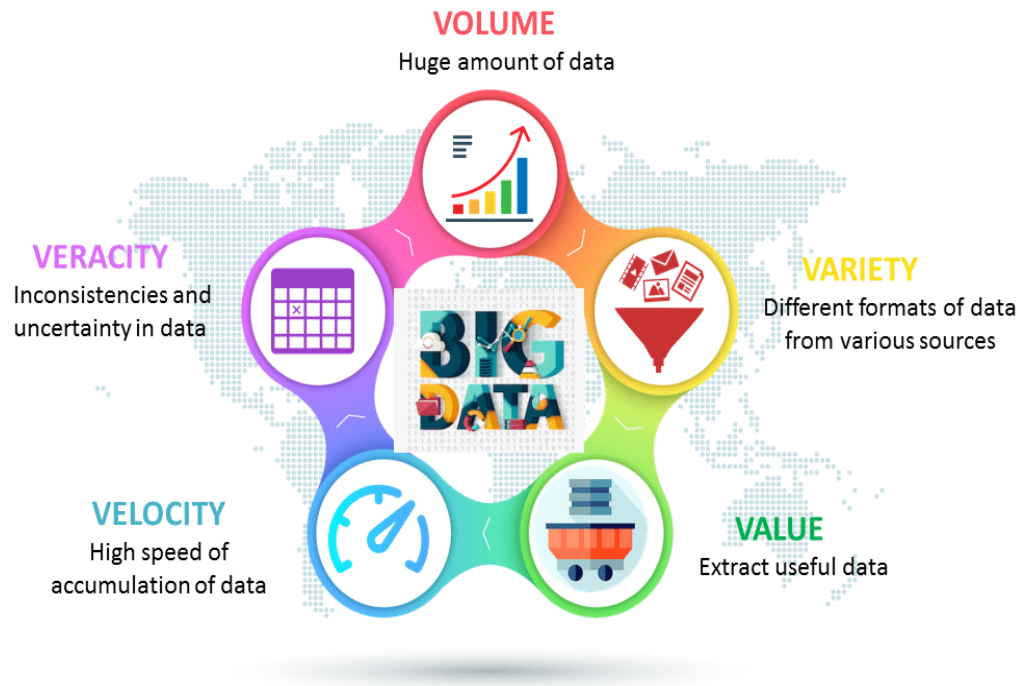 VOLUME
Huge amount of data
VERACITY
Inconsistencies and
uncertainty in data
VARIETY
Different formats of data
from various sources
BIG
DATA
VELOCITY
High speed of
accumulation of data
VALUE
Extract useful data